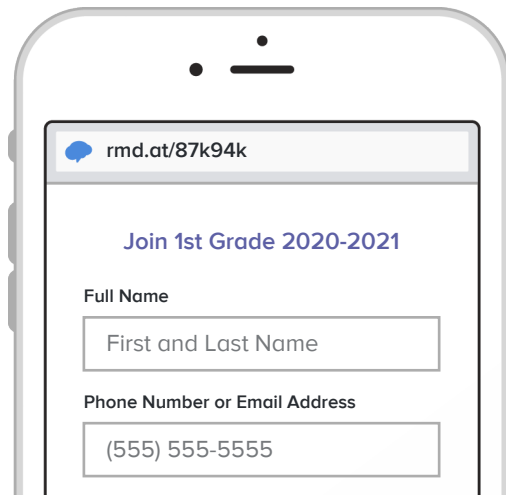 rmd.at/87k94k
Join 1st Grade 2020-2021
Full Name
First and Last Name
Phone Number or Email Address
(555) 555-5555